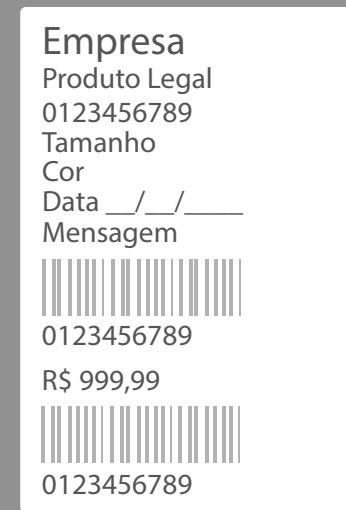 Empresa
Produto Legal
0123456789
Tamanho
Cor
Data __/__/____
Mensagem
0123456789
R$ 999,99
0123456789